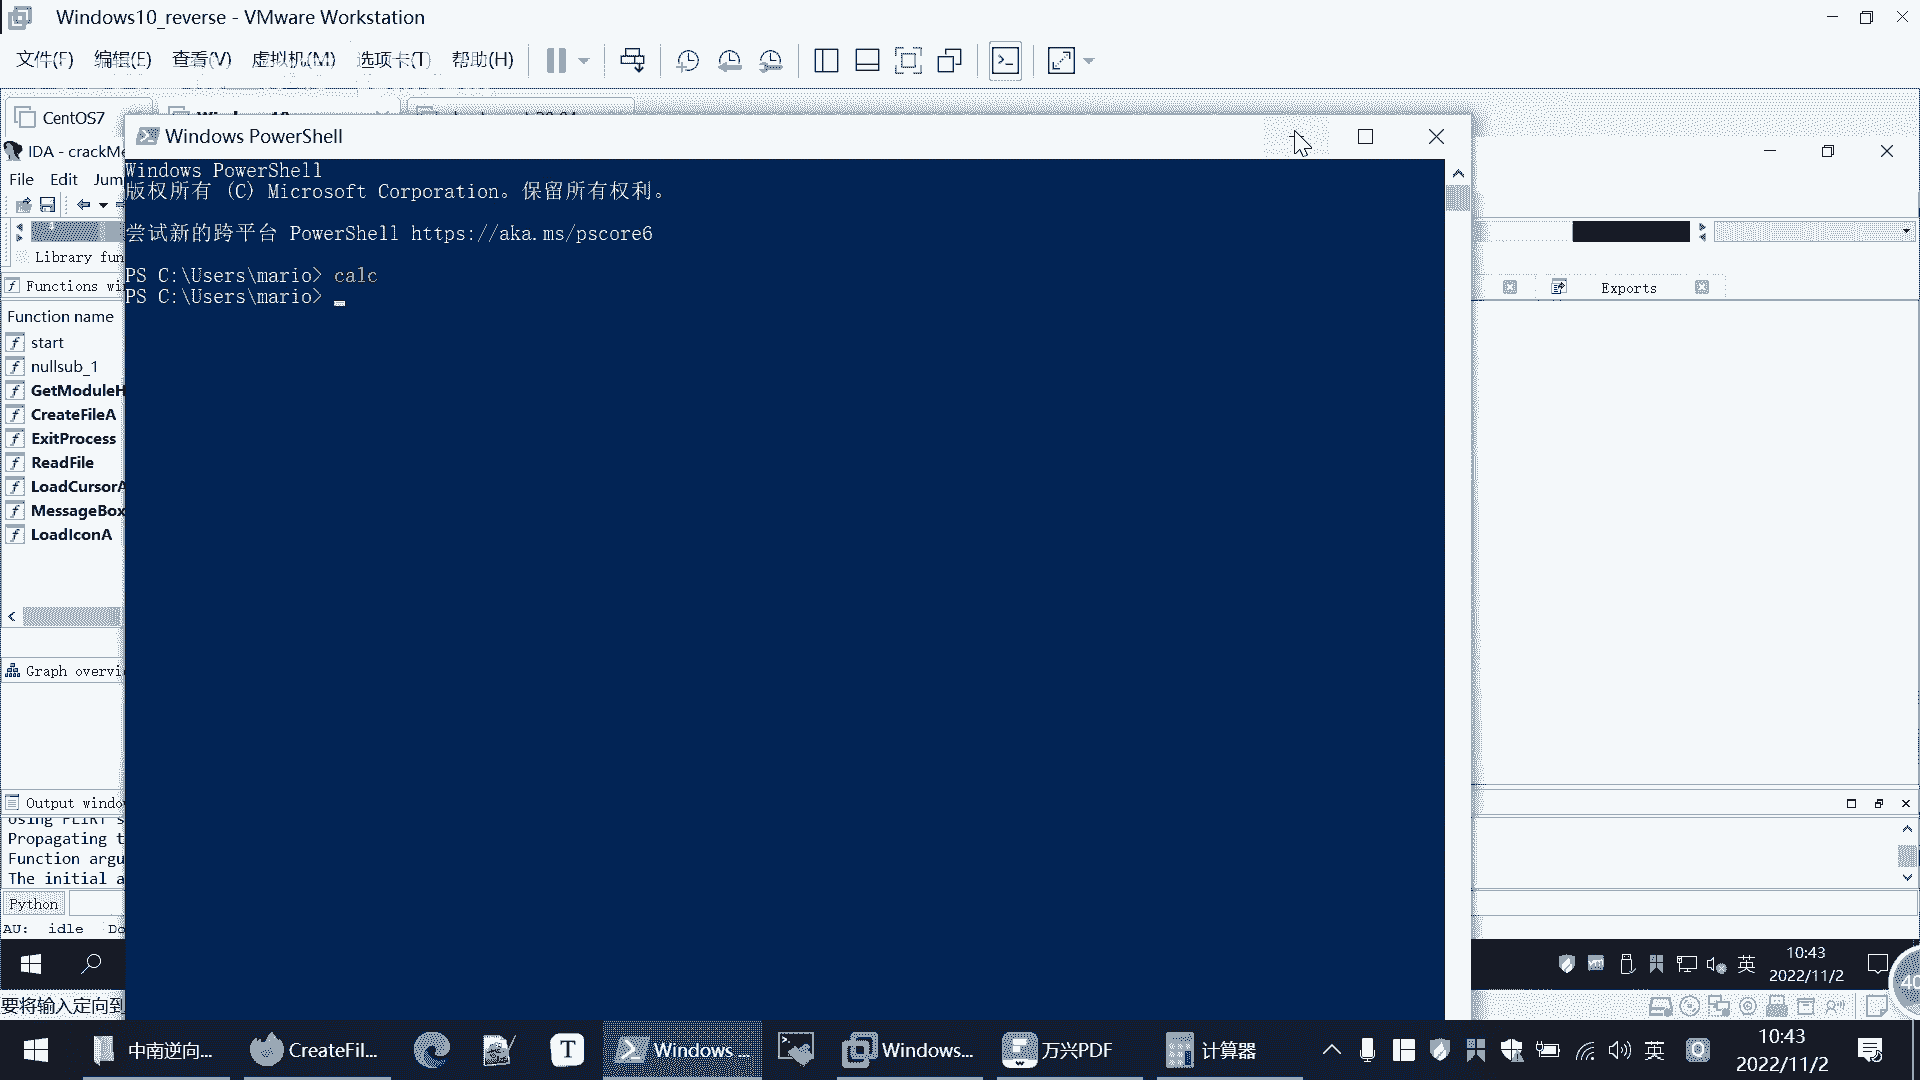 Windows10_reverse - VMware Workstation
文件(F) 编辑(E) 查看(V) 虚拟机(M) 选项卡(T) 帮助(H)
CentOS7
Windows PowerShell
IDA - crackMe
File Edit Jum
Windows PowerShell
版权所有 (C) Microsoft Corporation。保留所有权利。
尝试新的跨平台 PowerShell https://aka.ms/pscore6
PS C:\Users\mario> calc
PS C:\Users\mario>
Library fun
Functions wi
Exports
Function name
start
nullsub_1
GetModuleH
CreateFileA
ExitProcess
ReadFile
LoadCursorA
MessageBox
LoadIconA
Graph overvi
Output windo
Using FLIRT s
Propagating t
Function argu
The initial a
Python
AU: idle Do
英
10:43
2022/11/2
40
要将输入定向到
中南逆向... CreateFil... T Windows ... Windows... 万兴PDF 计算器 英
10:43
2022/11/2